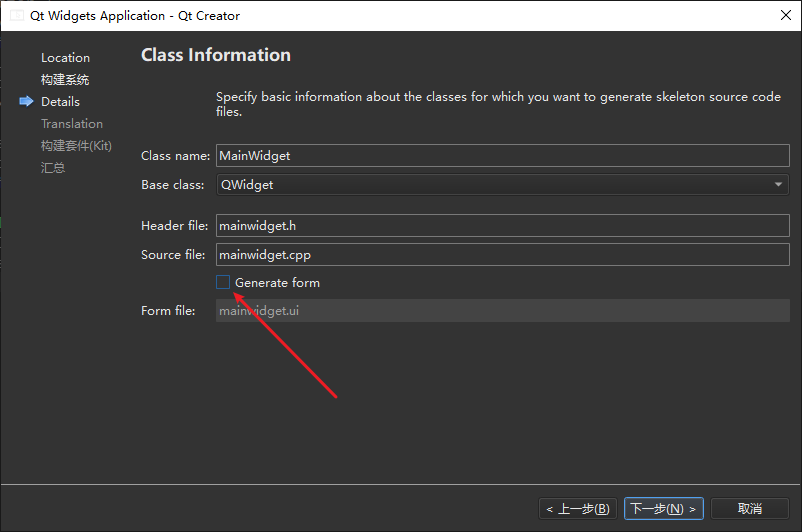 Qt Widgets Application - Qt Creator
Location
构建系统
Details
Translation
构建套件(Kit)
汇总
Class Information
Specify basic information about the classes for which you want to generate skeleton source code
files.
Class name: MainWidget
Base class: QWidget
Header file: mainwidget.h
Source file: mainwidget.cpp
Generate form
Form file: mainwidget.ui
< 上一步(B) 下一步(N) > 取消